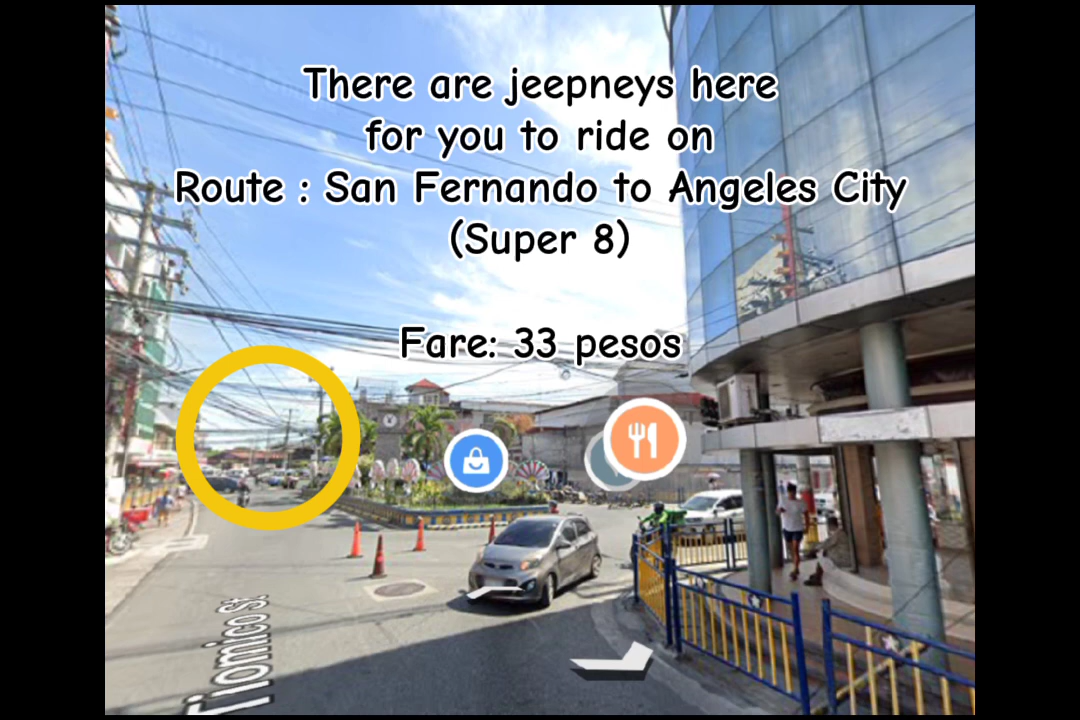 There are jeepneys here
for you to ride on
Route : San Fernando to Angeles City
(Super 8)
Fare: 33 pesos
Tiomico St